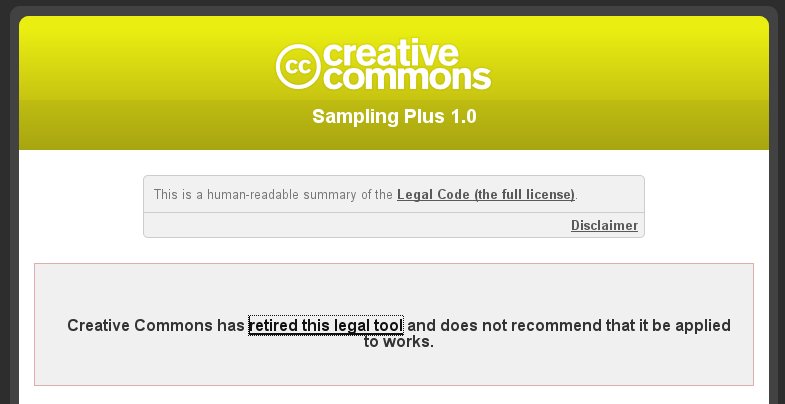 cc creative
commons
Sampling Plus 1.0
This is a human-readable summary of the Legal Code (the full license).
Disclaimer
Creative Commons has retired this legal tool and does not recommend that it be applied
to works.